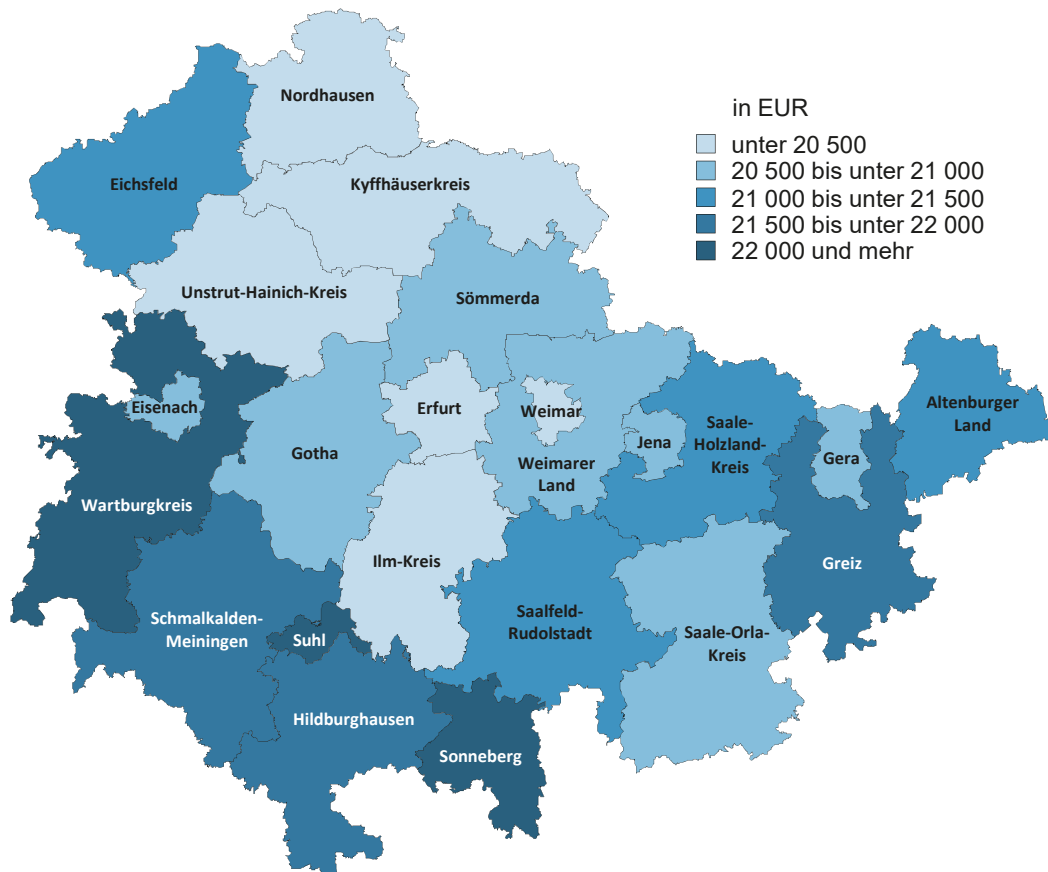 Nordhausen
in EUR
unter 20 500
20 500 bis unter 21 000
21 000 bis unter 21 500
21 500 bis unter 22 000
22 000 und mehr
Eichsfeld
Kyffhäuserkreis
Unstrut-Hainich-Kreis
Sömmerda
Eisenach
Erfurt
Weimar
Altenburger
Land
Saale-
Holzland-
Kreis
Jena
Gotha
Weimarer
Land
Gera
Wartburgkreis
Ilm-Kreis
Greiz
Schmalkalden-
Meiningen
Suhl
Saalfeld-
Rudolstadt
Saale-Orla-
Kreis
Hildburghausen
Sonneberg